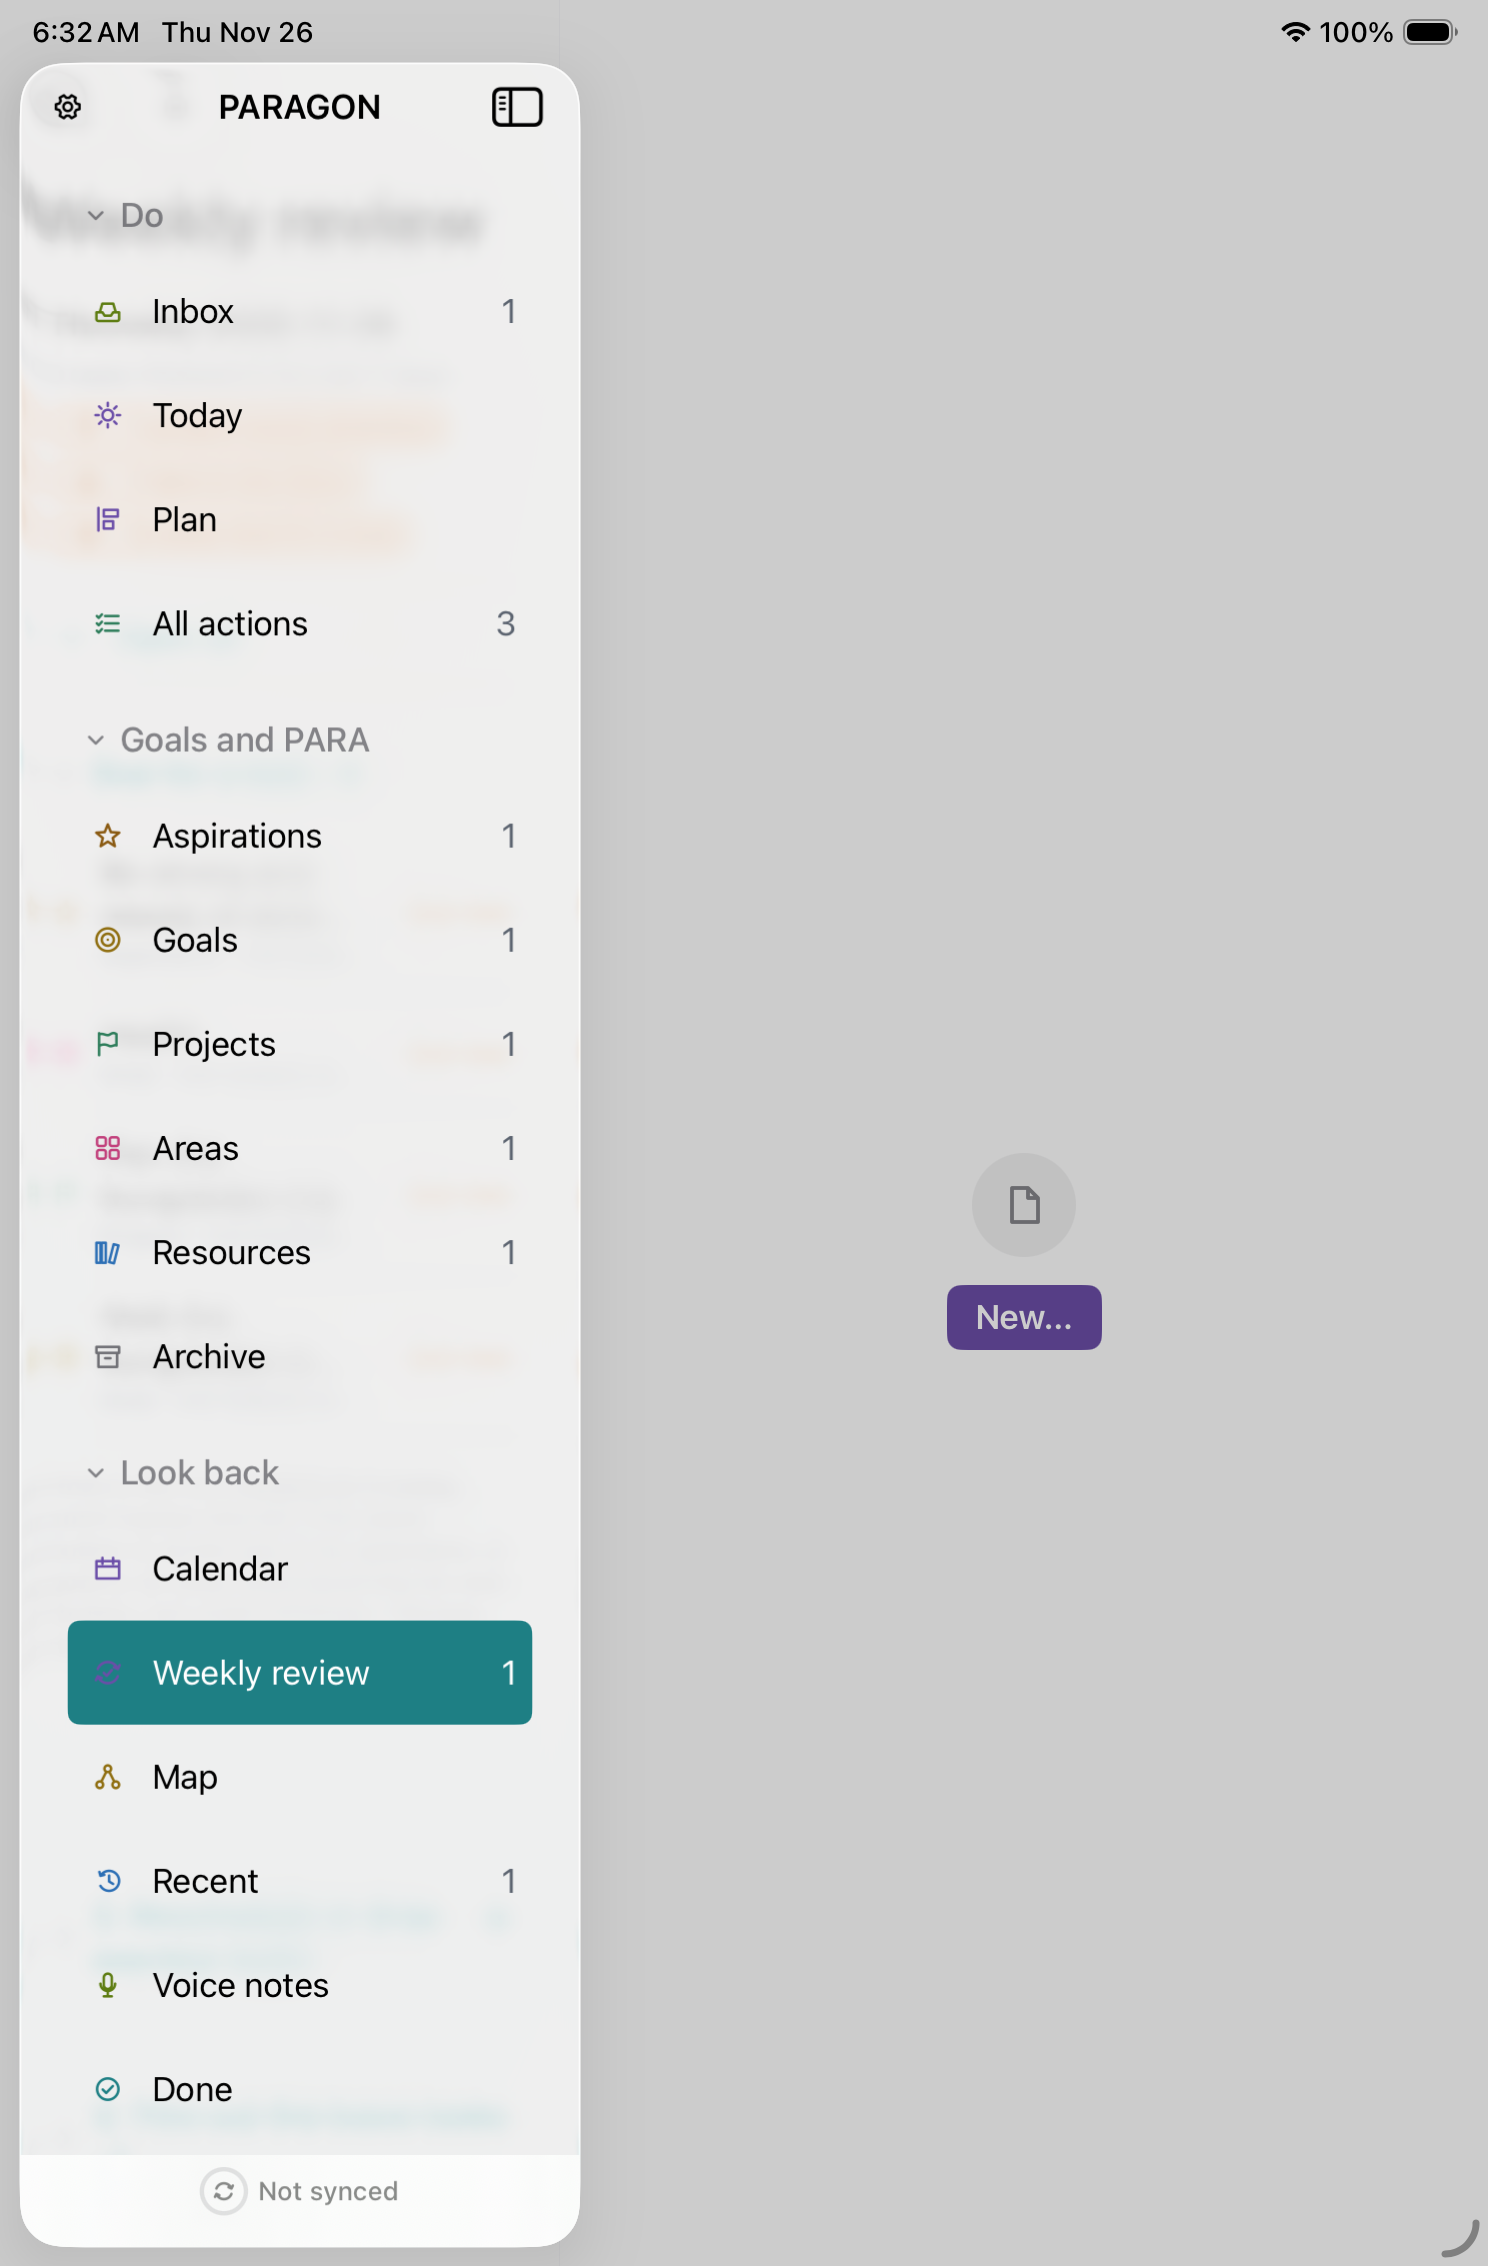 6:32 AM Thu Nov 26
100%
PARAGON
Do
Weekly review
Inbox 1
Today
Plan
All actions 3
Goals and PARA
Aspirations 1
Goals 1
Projects 1
Areas 1
Resources 1
Archive
Look back
Calendar
Weekly review 1
Map
Recent 1
Voice notes
Done
Not synced
New...